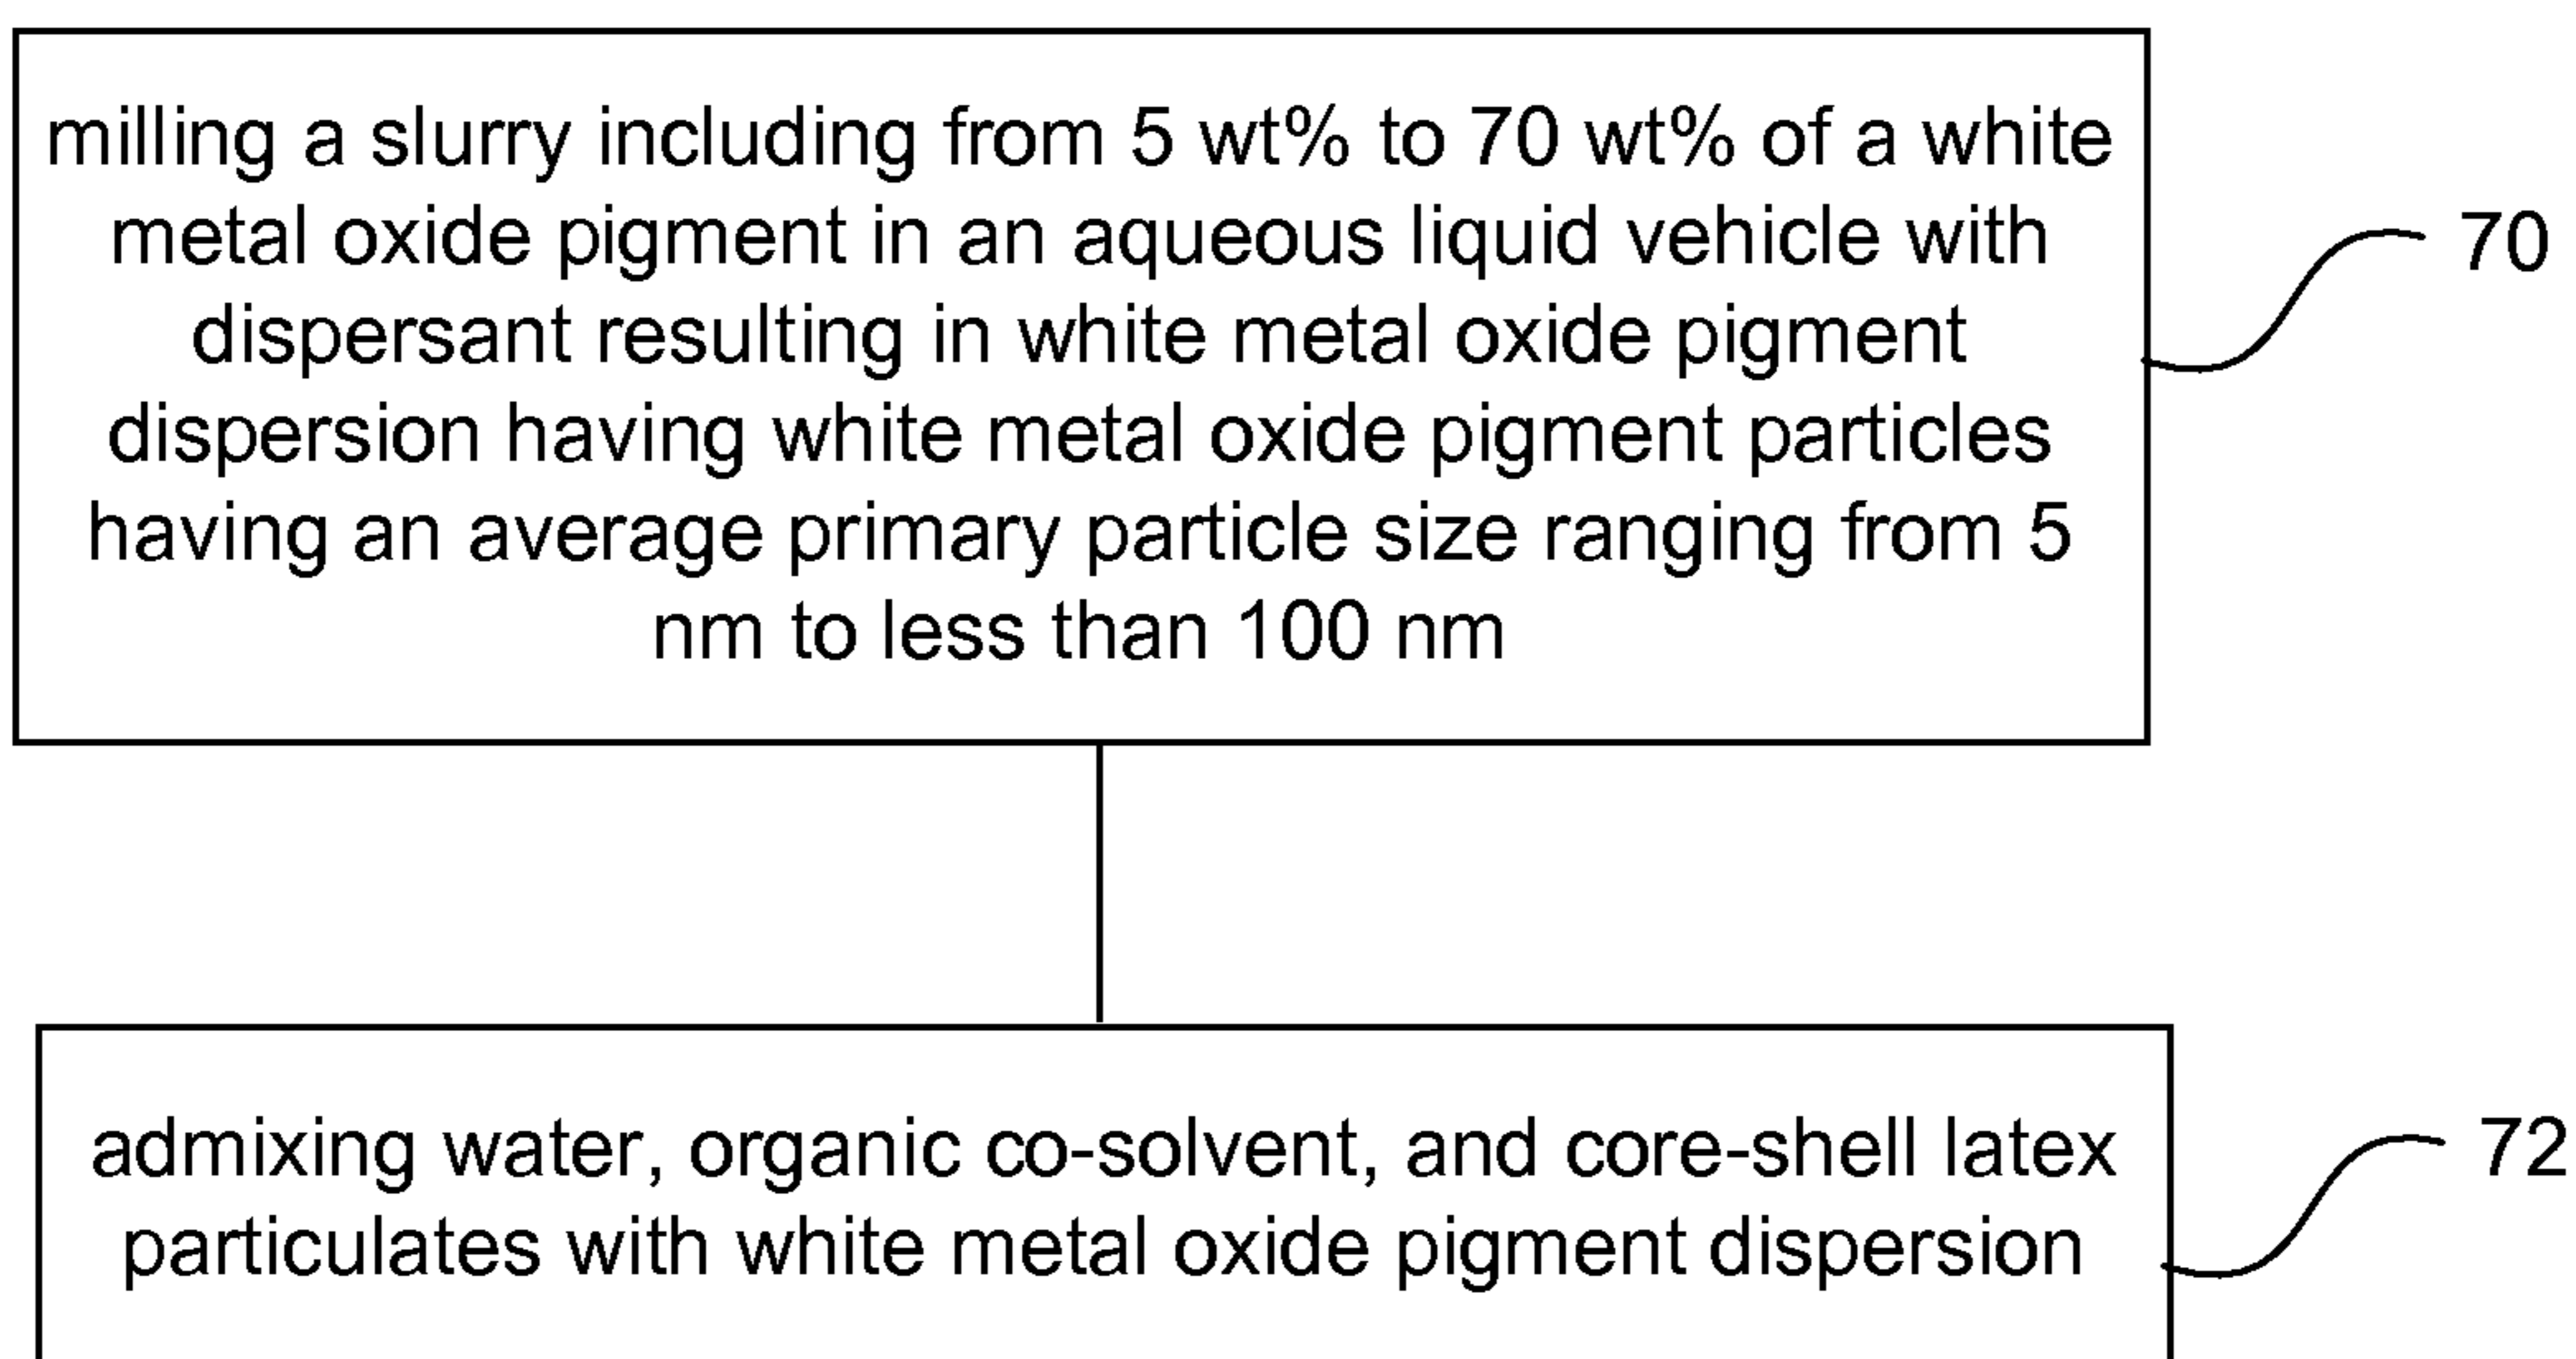 milling a slurry including from 5 wt% to 70 wt% of a white
metal oxide pigment in an aqueous liquid vehicle with
70
dispersant resulting in white metal oxide pigment
dispersion having white metal oxide pigment particles
having an average primary particle size ranging from 5
nm to less than 100 nm
admixing water, organic co-solvent, and core-shell latex
72
particulates with white metal oxide pigment dispersion